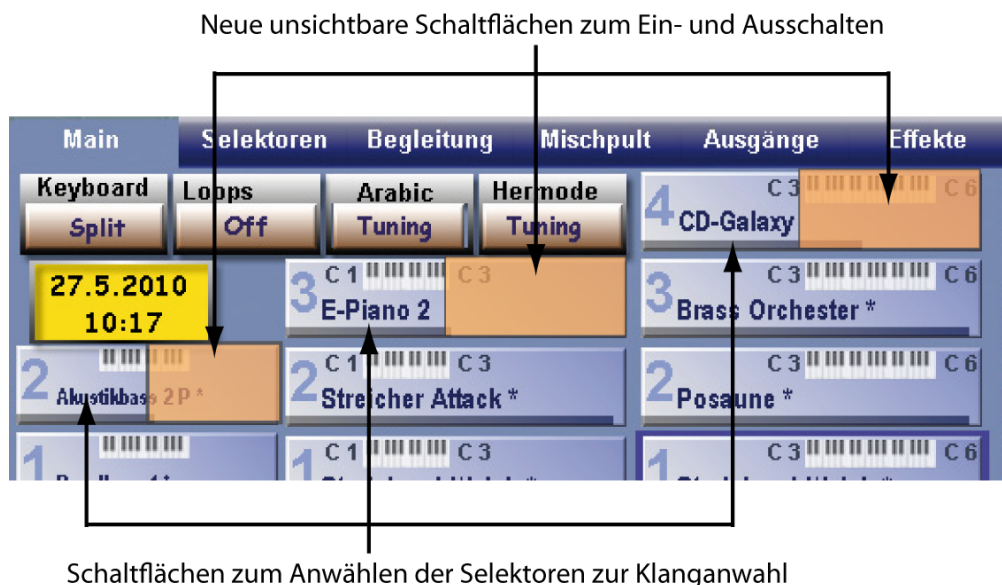 Neue unsichtbare Schaltflächen zum Ein- und Ausschalten
Main Selektoren Begleitung Mischpult Ausgänge Effekte
Keyboard Loops Arabic Hermode
Split Off Tuning Tuning
4 C 3 C 6
CD-Galaxy
27.5.2010
10:17
3 C 1 C 3
E-Piano 2
3 C 3 C 6
Brass Orchester *
2
Akustikbass 2P *
2 C 1 C 3
Streicher Attack *
2 C 3 C 6
Posaune *
1
1 C 1 C 3
1 C 3 C 6
Schaltflächen zum Anwählen der Selektoren zur Klanganwahl